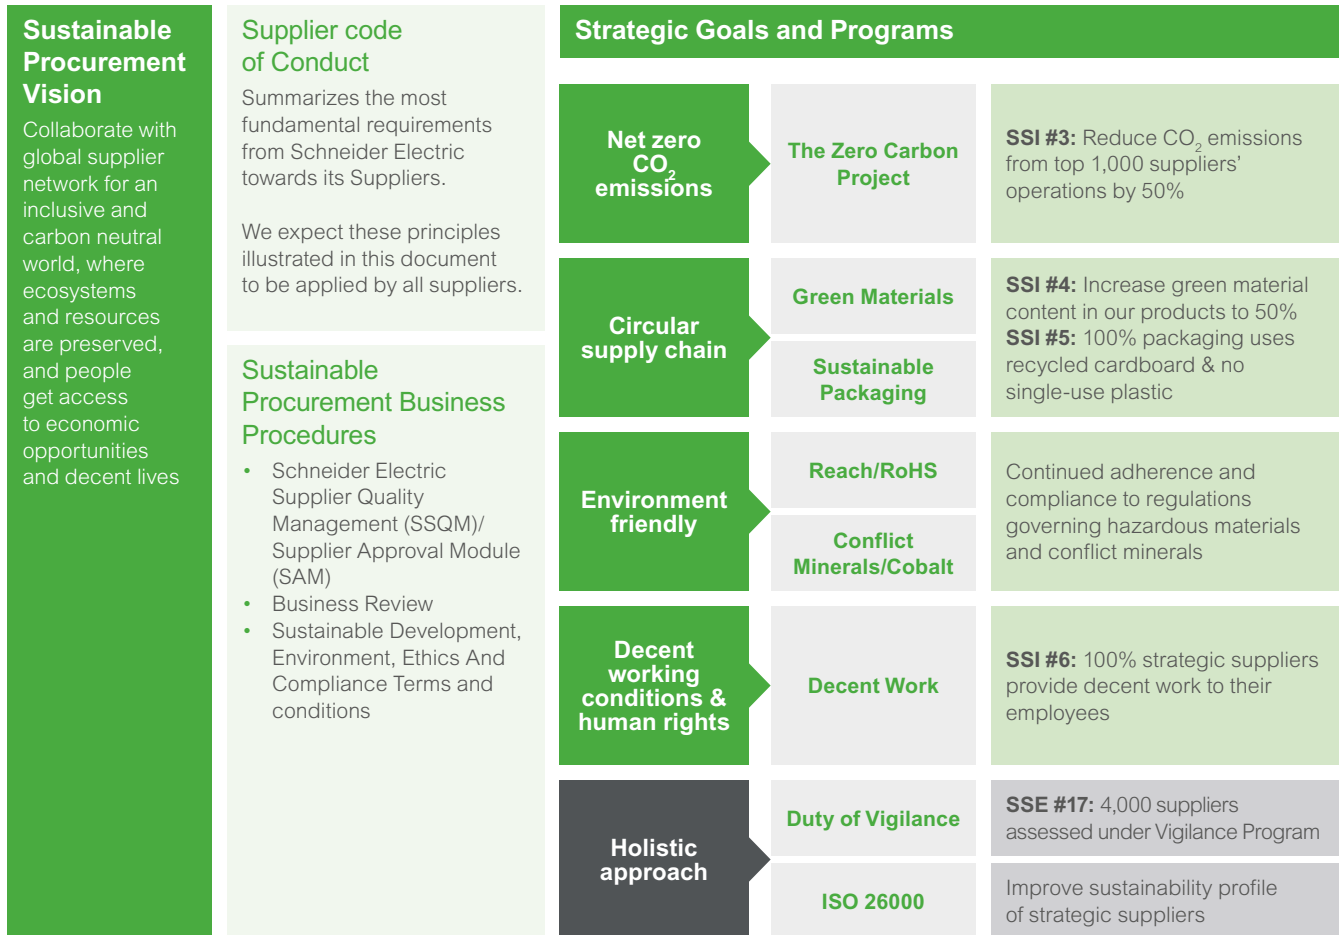 Sustainable
Procurement
Vision
Collaborate with
global supplier
network for an
inclusive and
carbon neutral
world, where
ecosystems
and resources
are preserved,
and people
get access
to economic
opportunities
and decent lives
Supplier code
of Conduct
Summarizes the most
fundamental requirements
from Schneider Electric
towards its Suppliers.
We expect these principles
illustrated in this document
to be applied by all suppliers.
Sustainable
Procurement Business
Procedures
• Schneider Electric
Supplier Quality
Management (SSQM)/
Supplier Approval Module
(SAM)
• Business Review
• Sustainable Development,
Environment, Ethics And
Compliance Terms and
conditions
Strategic Goals and Programs
Net zero
CO₂
emissions
The Zero Carbon
Project
SSI #3: Reduce CO₂ emissions
from top 1,000 suppliers'
operations by 50%
Circular
supply chain
Green Materials
Sustainable
Packaging
SSI #4: Increase green material
content in our products to 50%
SSI #5: 100% packaging uses
recycled cardboard & no
single-use plastic
Environment
friendly
Reach/RoHS
Conflict
Minerals/Cobalt
Continued adherence and
compliance to regulations
governing hazardous materials
and conflict minerals
Decent
working
conditions &
human rights
Decent Work
SSI #6: 100% strategic suppliers
provide decent work to their
employees
Holistic
approach
Duty of Vigilance
SSE #17: 4,000 suppliers
assessed under Vigilance Program
ISO 26000
Improve sustainability profile
of strategic suppliers